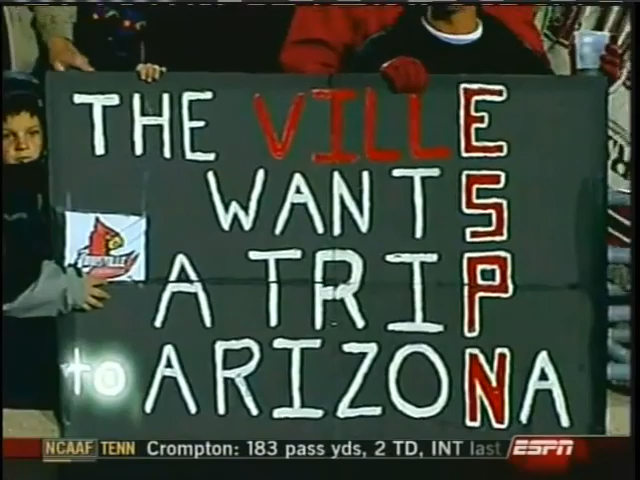 THE VILLE
WANTS
A TRIP
to ARIZONA
LOUISVILLE
NCAAF TENN Crompton: 183 pass yds, 2 TD, INT last ESPN